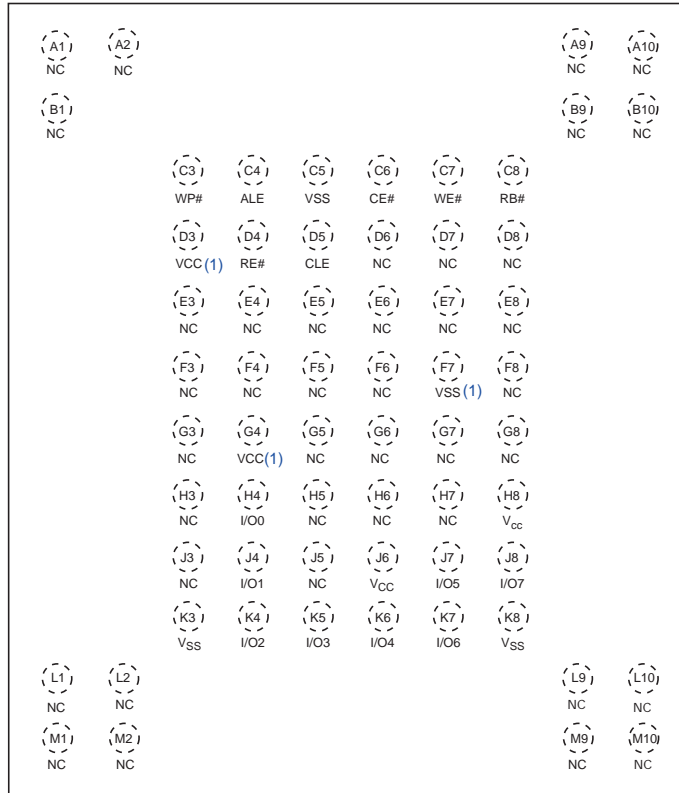 A1 A2 A9 A10
NC NC NC NC
B1 B9 B10
NC NC NC
C3 C4 C5 C6 C7 C8
WP# ALE VSS CE# WE# RB#
D3 D4 D5 D6 D7 D8
VCC (1) RE# CLE NC NC NC
E3 E4 E5 E6 E7 E8
NC NC NC NC NC NC
F3 F4 F5 F6 F7 F8
NC NC NC NC VSS (1) NC
G3 G4 G5 G6 G7 G8
NC VCC(1) NC NC NC NC
H3 H4 H5 H6 H7 H8
NC I/O0 NC NC NC Vcc
J3 J4 J5 J6 J7 J8
NC I/O1 NC VCC I/O5 I/O7
K3 K4 K5 K6 K7 K8
VSS I/O2 I/O3 I/O4 I/O6 VSS
L1 L2 L9 L10
NC NC NC NC
M1 M2 M9 M10
NC NC NC NC